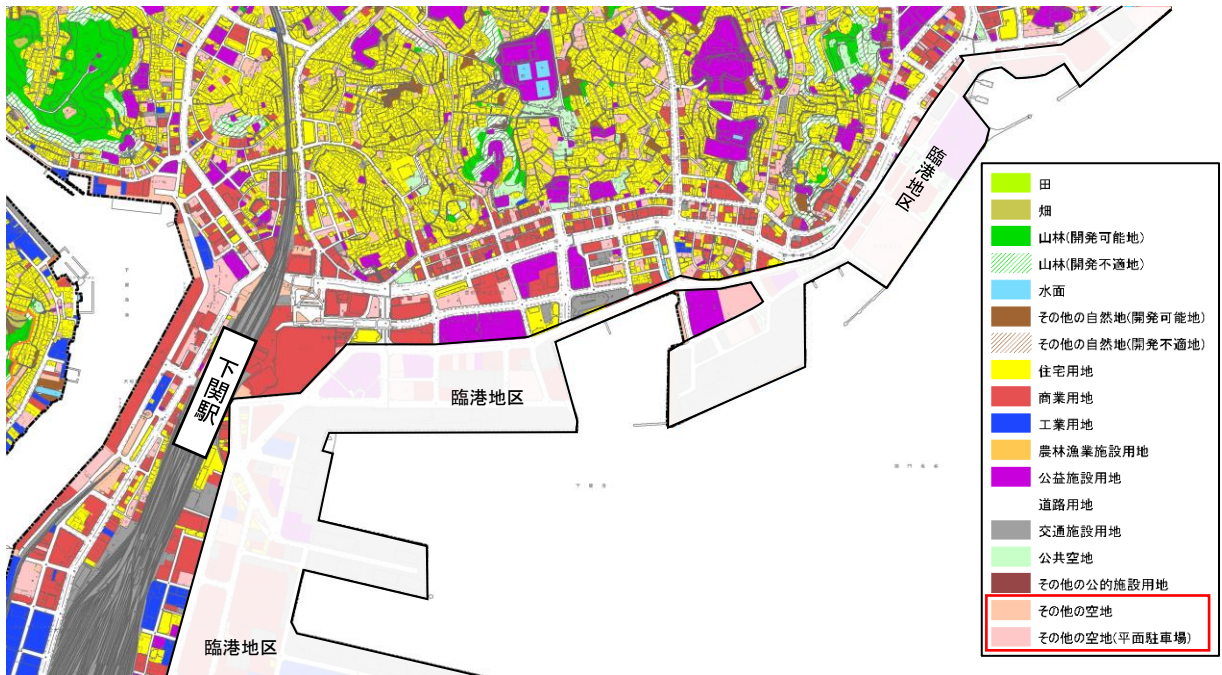 臨港地区
下関駅
臨港地区
臨港地区
下関港
田
畑
山林(開発可能地)
山林(開発不適地)
水面
その他の自然地(開発可能地)
その他の自然地(開発不適地)
住宅用地
商業用地
工業用地
農林漁業施設用地
公益施設用地
道路用地
交通施設用地
公共空地
その他の公的施設用地
その他の空地
その他の空地(平面駐車場)